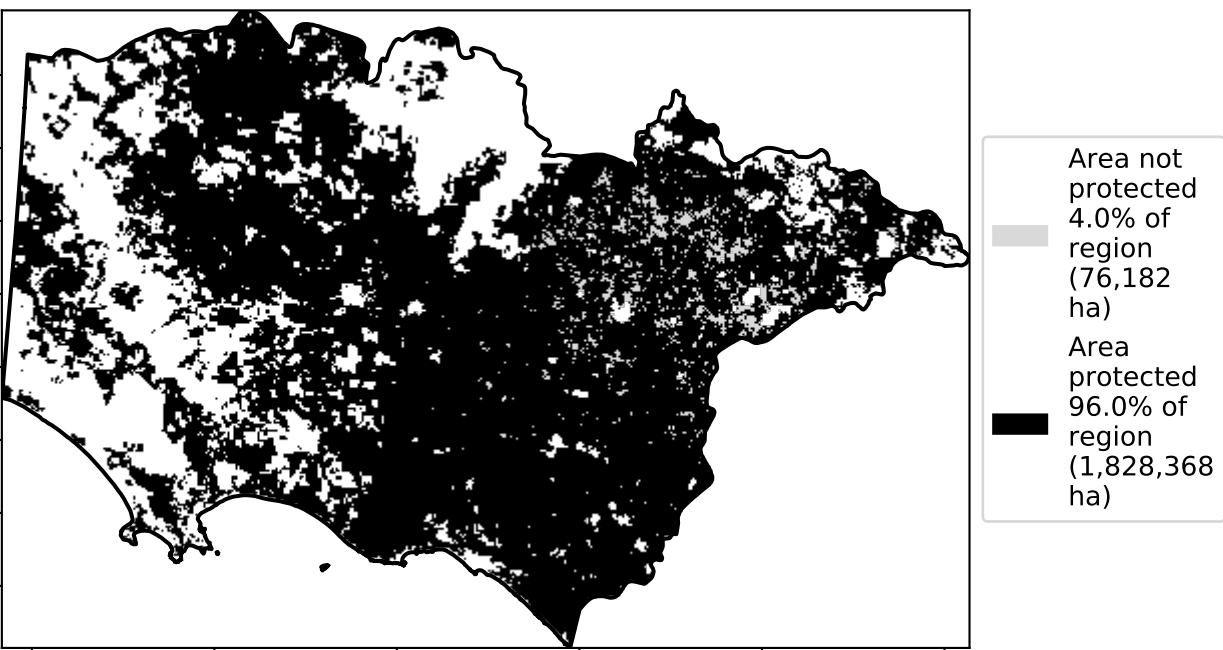 Area not
protected
4.0% of
region
(76,182
ha)
Area
protected
96.0% of
region
(1,828,368
ha)